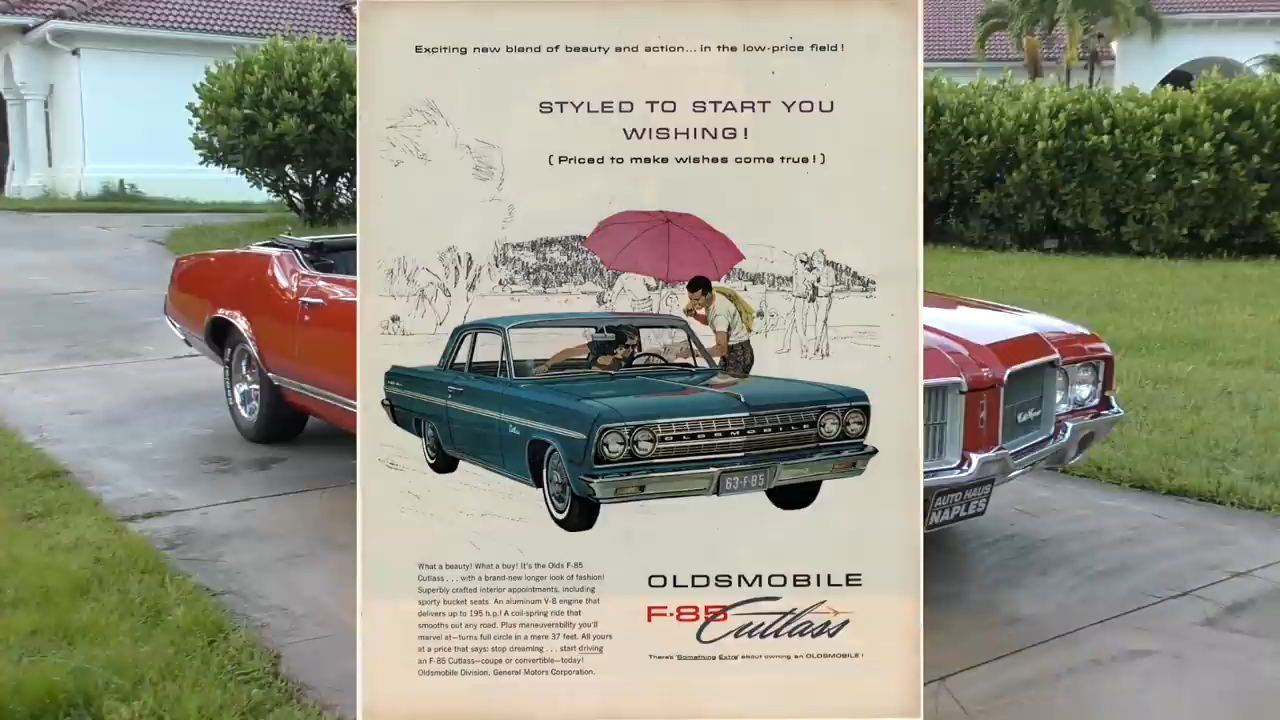 Exciting new blend of beauty and action... in the low-price field!
STYLED TO START YOU
WISHING!
(Priced to make wishes come true!)
OLDSMOBILE
Cutlass
63-F-85
What a beauty! What a buy! It's the Olds F-85
Cutlass . . . with a brand-new longer look of fashion!
Superbly crafted interior appointments, including
sporty bucket seats. An aluminum V-8 engine that
delivers up to 195 h.p.! A coil-spring ride that
smooths out any road. Plus maneuverability you'll
marvel at—turns full circle in a mere 37 feet. All yours
at a price that says: stop dreaming . . . start driving
an F-85 Cutlass—coupe or convertible—today!
Oldsmobile Division, General Motors Corporation.
OLDSMOBILE
F-85 Cutlass
There's "Something Extra" about owning an OLDSMOBILE!
Cutlass
AUTO HAUS
NAPLES